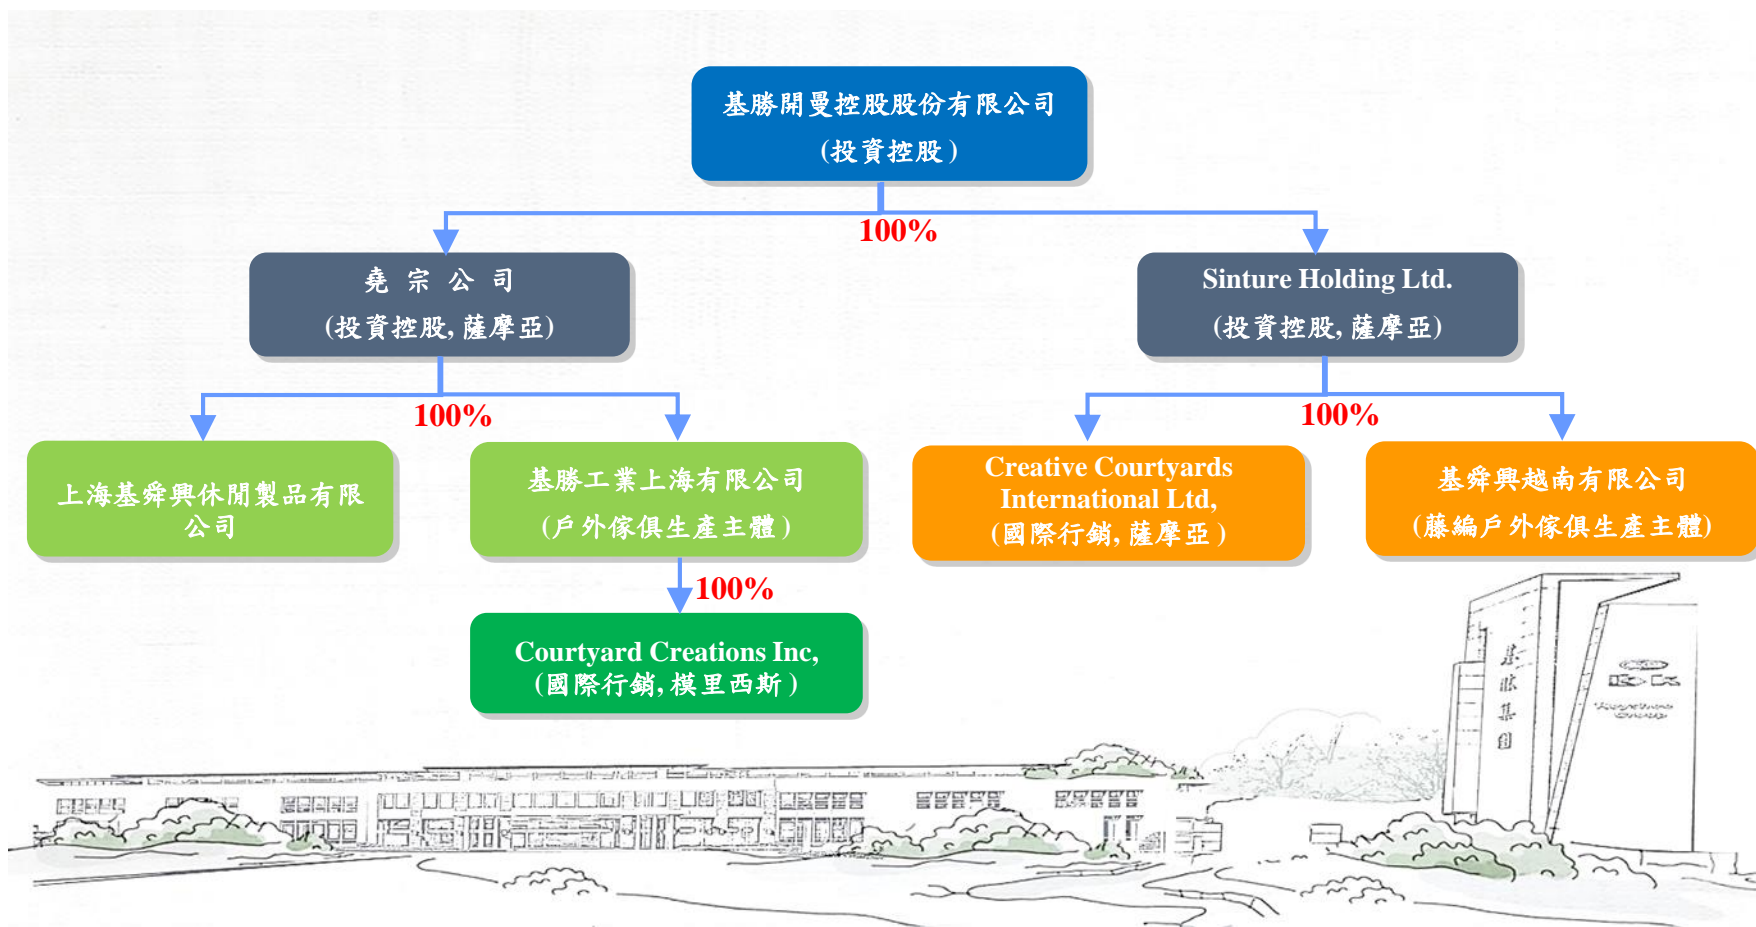 基勝開曼控股股份有限公司
(投資控股)
100%
堯宗公司
(投資控股, 薩摩亞)
Sinture Holding Ltd.
(投資控股, 薩摩亞)
100%
100%
上海基舜興休閒製品有限
公司
基勝工業上海有限公司
(戶外傢俱生產主體)
Creative Courtyards
International Ltd,
(國際行銷, 薩摩亞)
基舜興越南有限公司
(藤編戶外傢俱生產主體)
100%
Courtyard Creations Inc,
(國際行銷, 模里西斯)
基勝集團